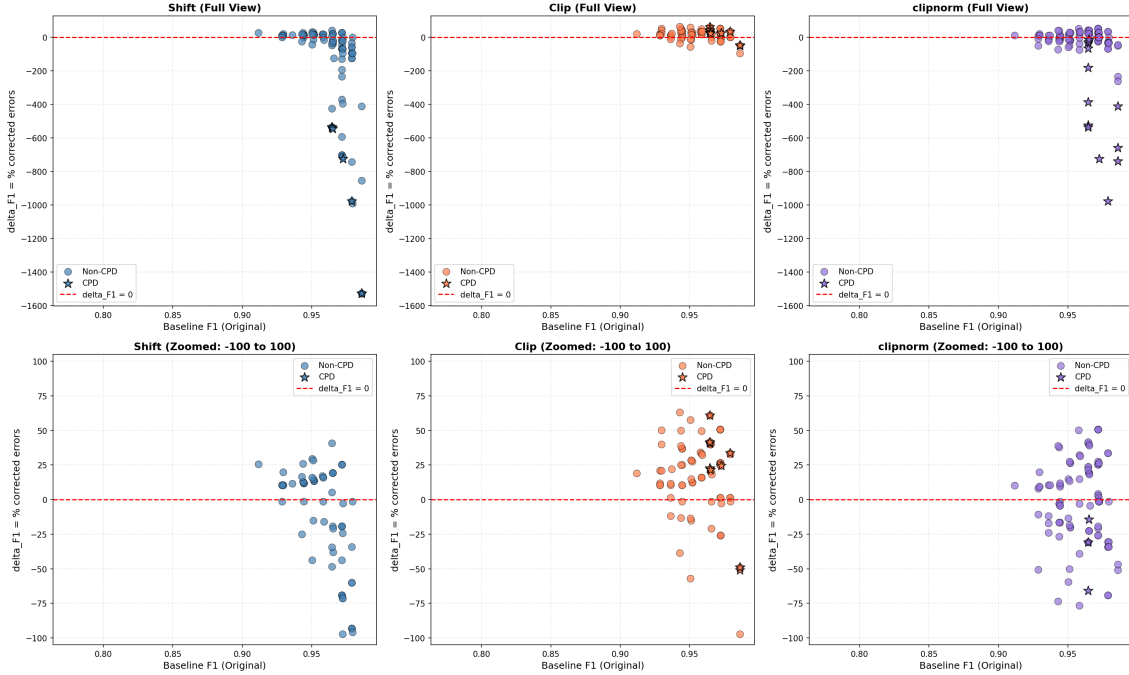 Shift (Full View)
delta_F1 = % corrected errors
0
−200
−400
−600
−800
−1000
−1200
−1400
−1600
Non-CPD
CPD
delta_F1 = 0
0.80
0.85
0.90
0.95
Baseline F1 (Original)
Clip (Full View)
delta_F1 = % corrected errors
0
−200
−400
−600
−800
−1000
−1200
−1400
−1600
Non-CPD
CPD
delta_F1 = 0
0.80
0.85
0.90
0.95
Baseline F1 (Original)
clipnorm (Full View)
delta_F1 = % corrected errors
0
−200
−400
−600
−800
−1000
−1200
−1400
−1600
Non-CPD
CPD
delta_F1 = 0
0.80
0.85
0.90
0.95
Baseline F1 (Original)
Shift (Zoomed: -100 to 100)
delta_F1 = % corrected errors
100
75
50
25
0
−25
−50
−75
−100
Non-CPD
CPD
delta_F1 = 0
0.80
0.85
0.90
0.95
Baseline F1 (Original)
Clip (Zoomed: -100 to 100)
delta_F1 = % corrected errors
100
75
50
25
0
−25
−50
−75
−100
Non-CPD
CPD
delta_F1 = 0
0.80
0.85
0.90
0.95
Baseline F1 (Original)
clipnorm (Zoomed: -100 to 100)
delta_F1 = % corrected errors
100
75
50
25
0
−25
−50
−75
−100
Non-CPD
CPD
delta_F1 = 0
0.80
0.85
0.90
0.95
Baseline F1 (Original)